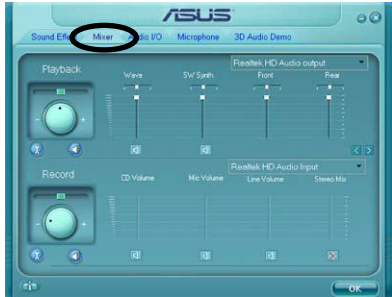 ASUS
Sound Effect Mixer Audio I/O Microphone 3D Audio Demo
Playback
Realtek HD Audio output
Wave SW Synth Front Rear
Record
Realtek HD Audio Input
CD Volume Mic Volume Line Volume Stereo Mix
OK